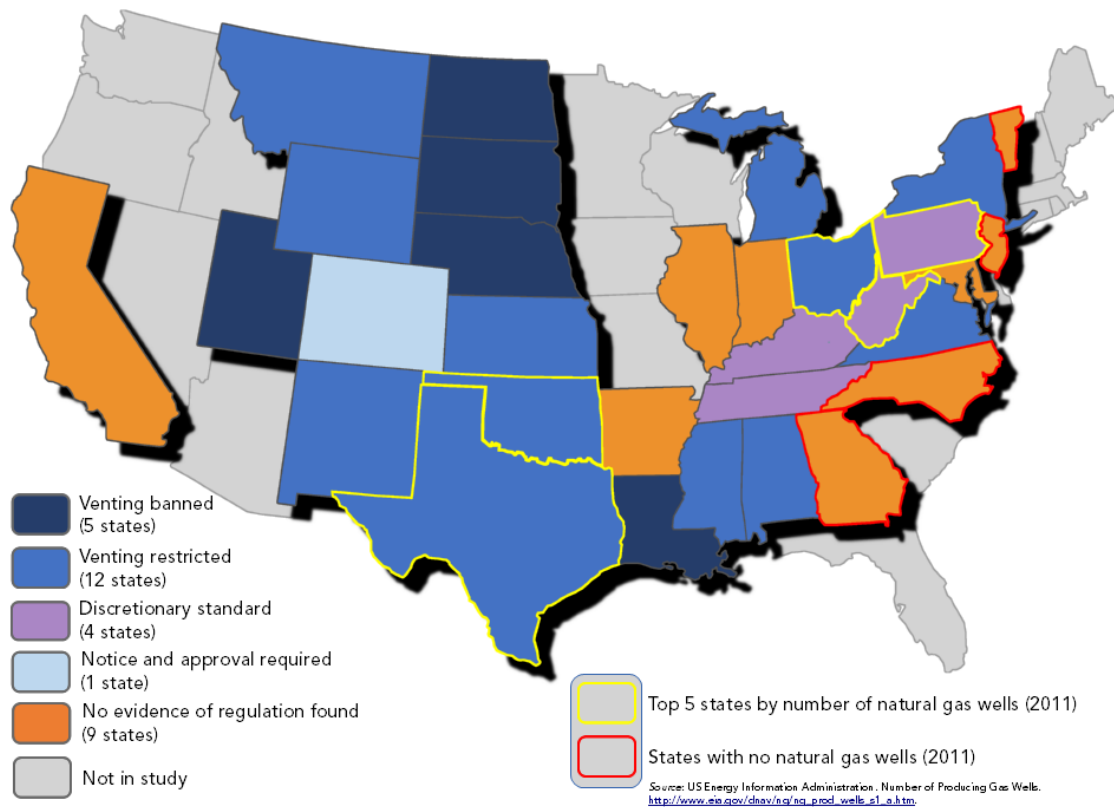 Venting banned
(5 states)
Venting restricted
(12 states)
Discretionary standard
(4 states)
Notice and approval required
(1 state)
No evidence of regulation found
(9 states)
Not in study
Top 5 states by number of natural gas wells (2011)
States with no natural gas wells (2011)
Source: US Energy Information Administration. Number of Producing Gas Wells.
http://www.eia.gov/dnav/ng/ng_prod_wells_s1_a.htm.